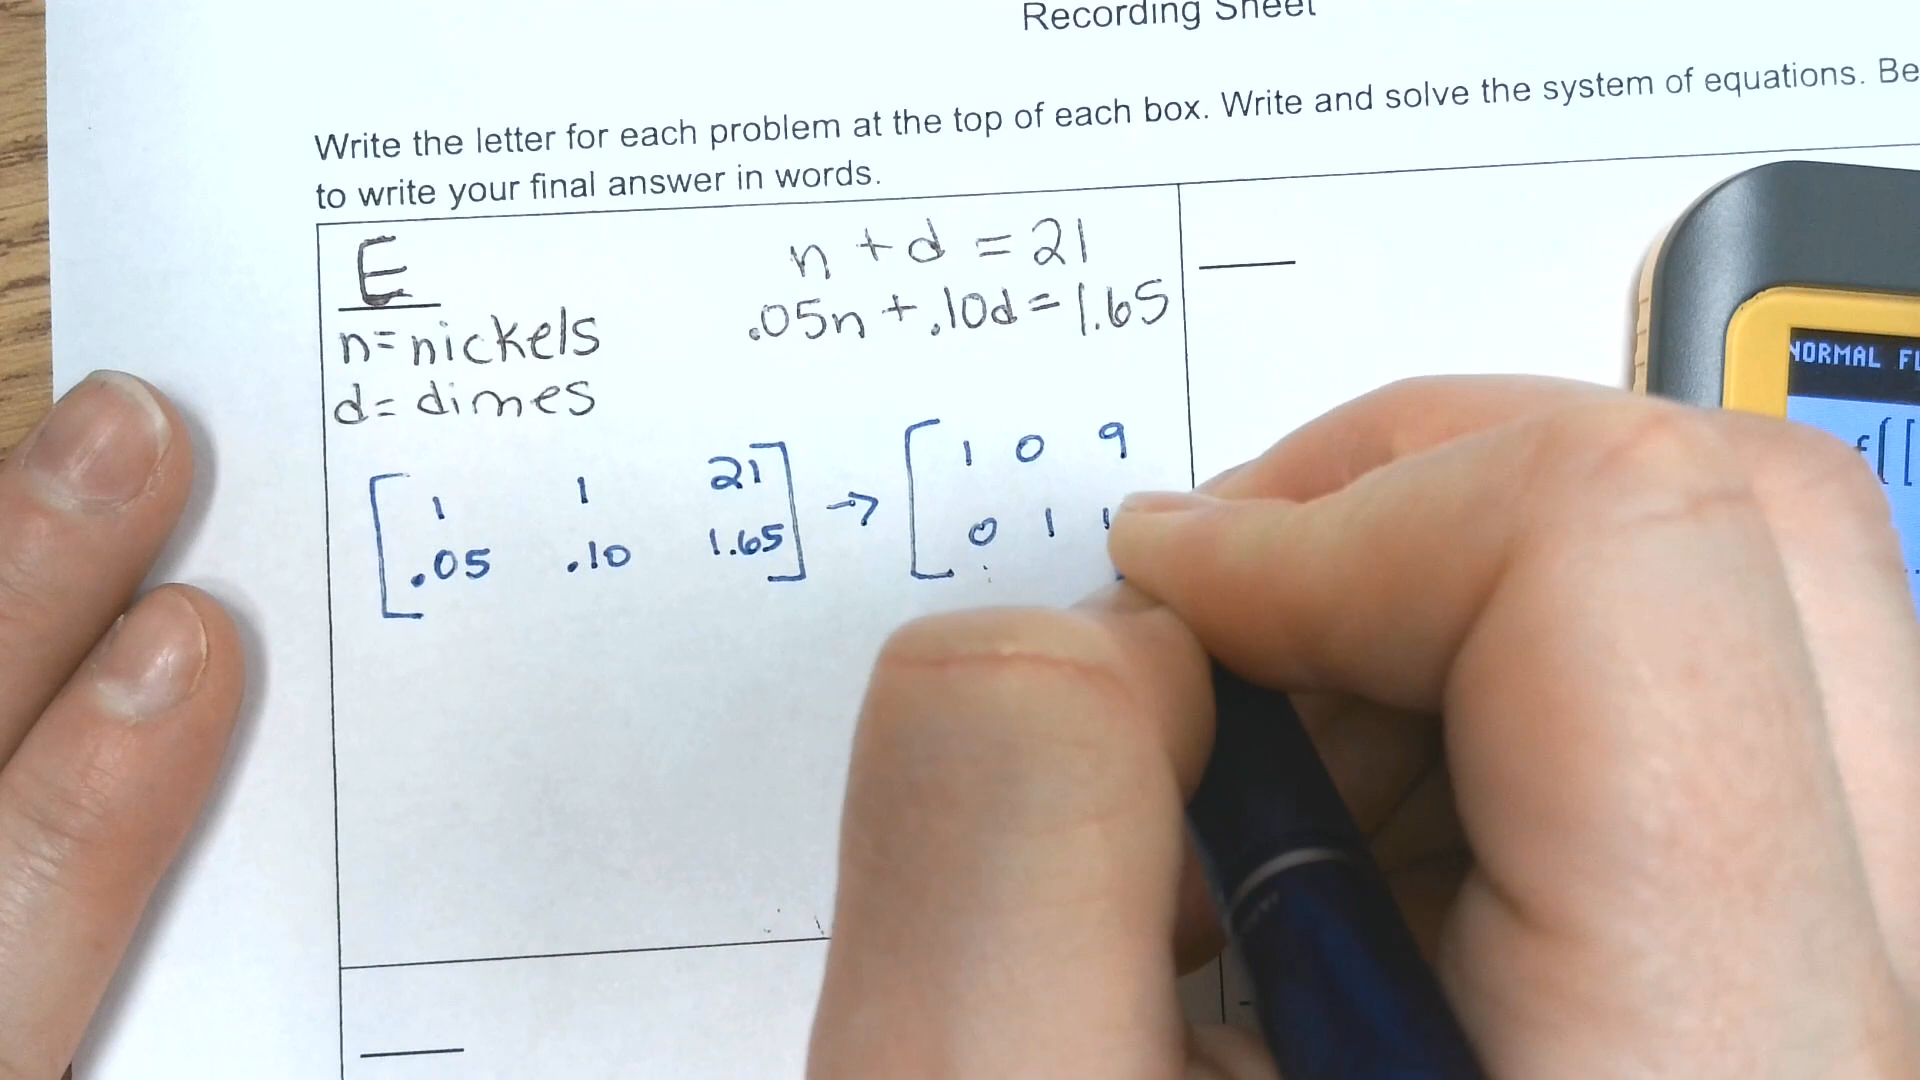 Recording Sheet
Write the letter for each problem at the top of each box. Write and solve the system of equations. Be
to write your final answer in words.
E
n + d = 21
.05n + .10d = 1.65
n = nickels
d = dimes
[ 1 1 21 ] → [ 1 0 9
.05 .10 1.65 0 1 1
NORMAL FL